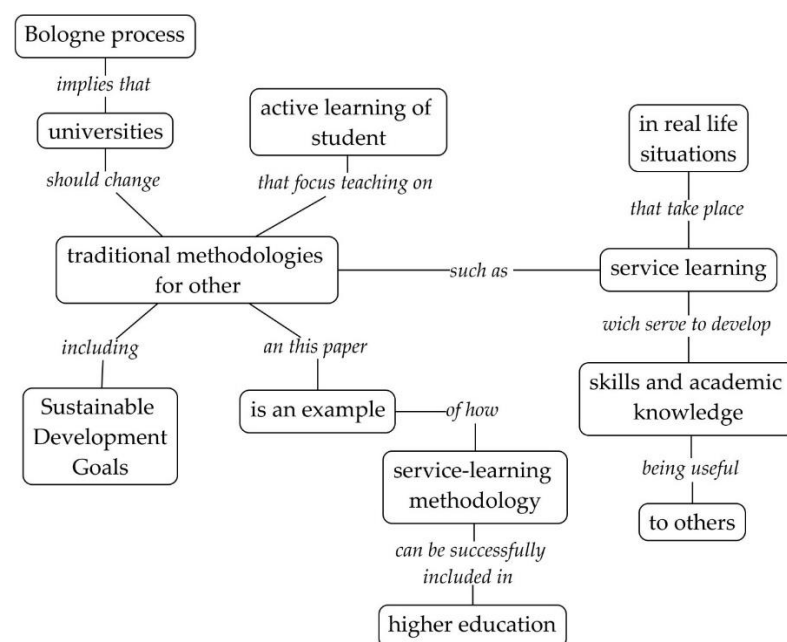 Bologne process
implies that
universities
should change
active learning of
student
that focus teaching on
in real life
situations
that take place
traditional methodologies
for other
such as
service learning
including
an this paper
wich serve to develop
Sustainable
Development
Goals
is an example
of how
skills and academic
knowledge
service-learning
methodology
being useful
to others
can be successfully
included in
higher education